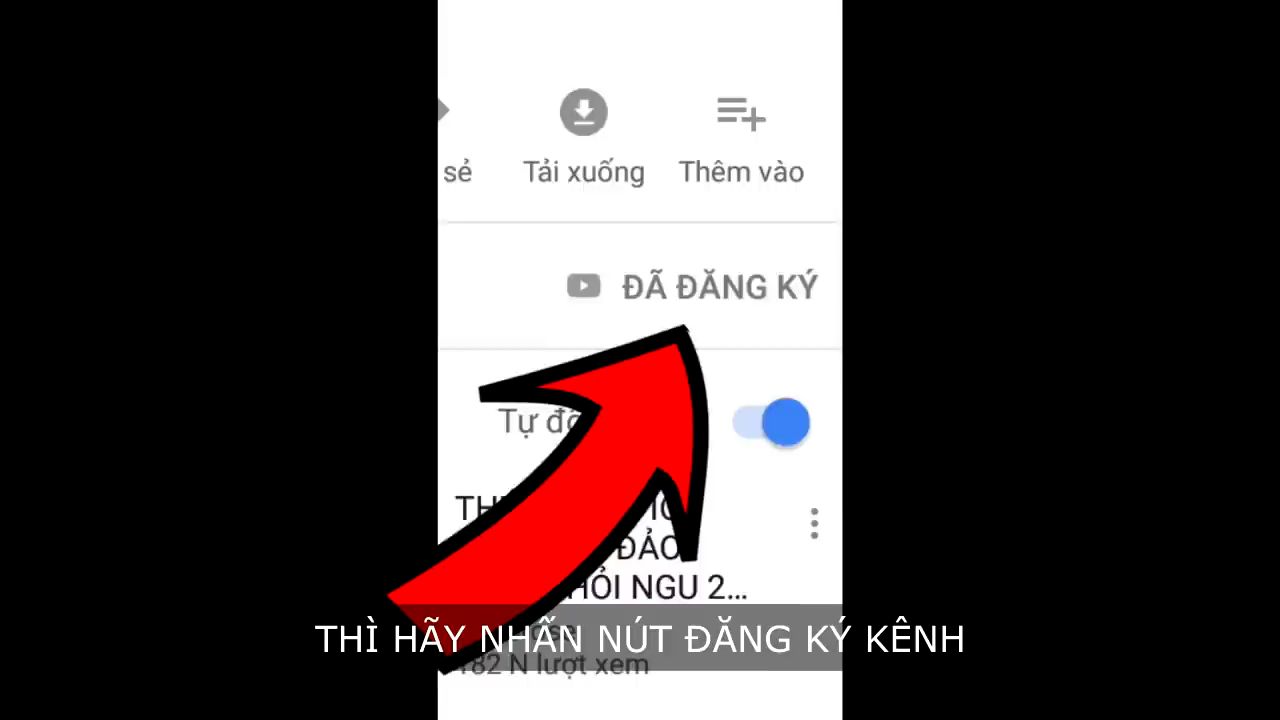 sẻ
Tải xuống
Thêm vào
ĐÃ ĐĂNG KÝ
Tự
ĐẢO
HỎI NGU 2...
THÌ HÃY NHẤN NÚT ĐĂNG KÝ KÊNH
182 N lượt xem